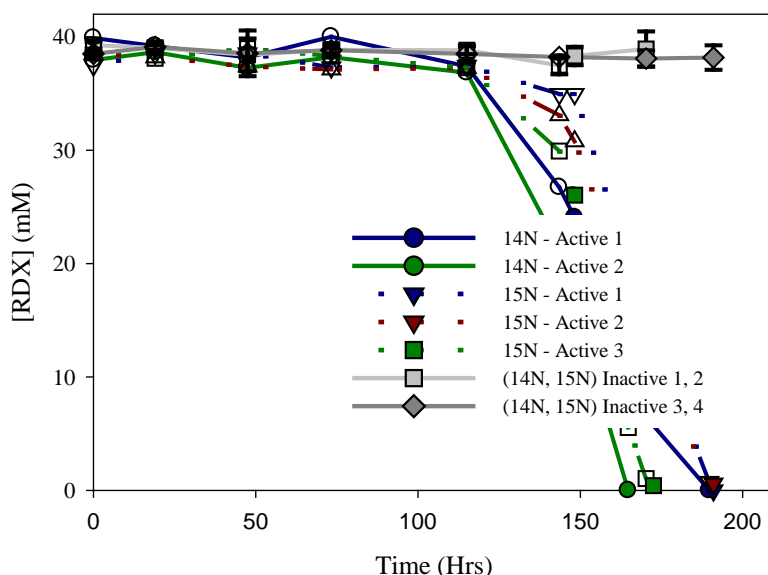 40
30
20
10
0
[RDX] (mM)
14N - Active 1
14N - Active 2
15N - Active 1
15N - Active 2
15N - Active 3
(14N, 15N) Inactive 1, 2
(14N, 15N) Inactive 3, 4
0 50 100 150 200
Time (Hrs)